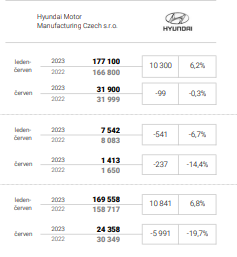 Hyundai Motor
Manufacturing Czech s.r.o.
HYUNDAI
leden-
červen
2023 177 100
2022 166 800
10 300 6,2%
červen
2023 31 900
2022 31 999
-99 -0,3%
leden-
červen
2023 7 542
2022 8 083
-541 -6,7%
červen
2023 1 413
2022 1 650
-237 -14,4%
leden-
červen
2023 169 558
2022 158 717
10 841 6,8%
červen
2023 24 358
2022 30 349
-5 991 -19,7%